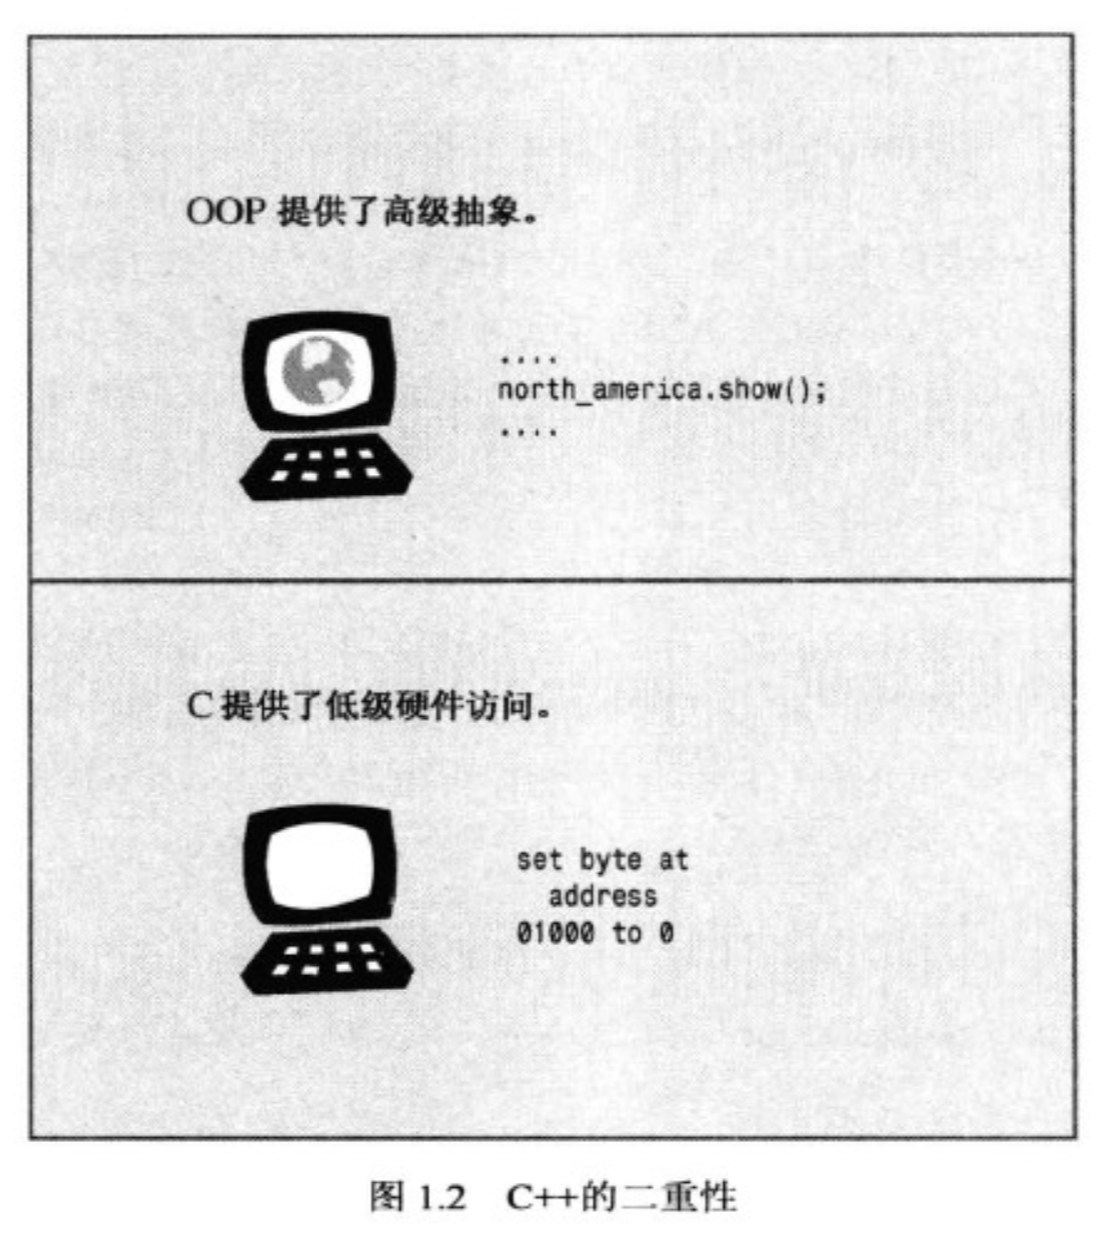 OOP 提供了高级抽象。
....
north_america.show();
....
C 提供了低级硬件访问。
set byte at
address
01000 to 0
图 1.2 C++的二重性